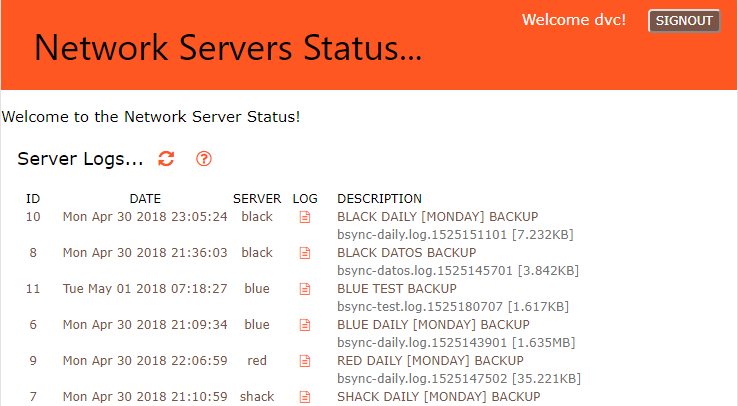 Welcome dvc! SIGNOUT
Network Servers Status...
Welcome to the Network Server Status!
Server Logs...
ID DATE SERVER LOG DESCRIPTION
10 Mon Apr 30 2018 23:05:24 black BLACK DAILY [MONDAY] BACKUP
bsync-daily.log.1525151101 [7.232KB]
8 Mon Apr 30 2018 21:36:03 black BLACK DATOS BACKUP
bsync-datos.log.1525145701 [3.842KB]
11 Tue May 01 2018 07:18:27 blue BLUE TEST BACKUP
bsync-test.log.1525180707 [1.617KB]
6 Mon Apr 30 2018 21:09:34 blue BLUE DAILY [MONDAY] BACKUP
bsync-daily.log.1525143901 [1.635MB]
9 Mon Apr 30 2018 22:06:59 red RED DAILY [MONDAY] BACKUP
bsync-daily.log.1525147502 [35.221KB]
7 Mon Apr 30 2018 21:10:59 shack SHACK DAILY [MONDAY] BACKUP